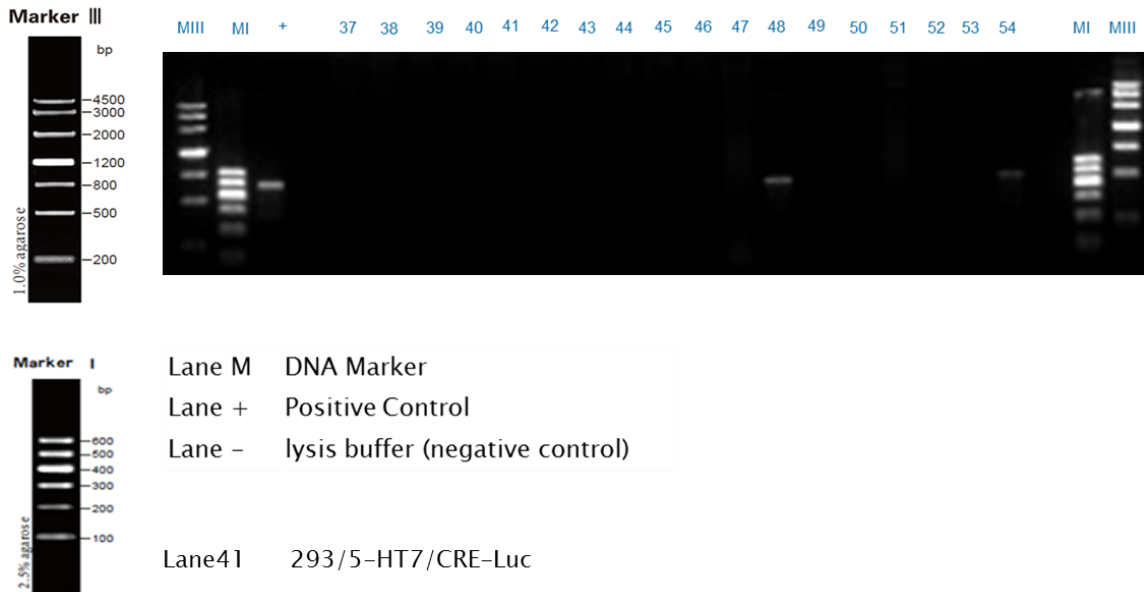 Marker III
bp
4500
3000
2000
1200
800
500
200
1.0% agarose
MIII MI + 37 38 39 40 41 42 43 44 45 46 47 48 49 50 51 52 53 54 MI MIII
Marker I
bp
600
500
400
300
200
100
2.5% agarose
Lane M DNA Marker
Lane + Positive Control
Lane - lysis buffer (negative control)
Lane41 293/5-HT7/CRE-Luc